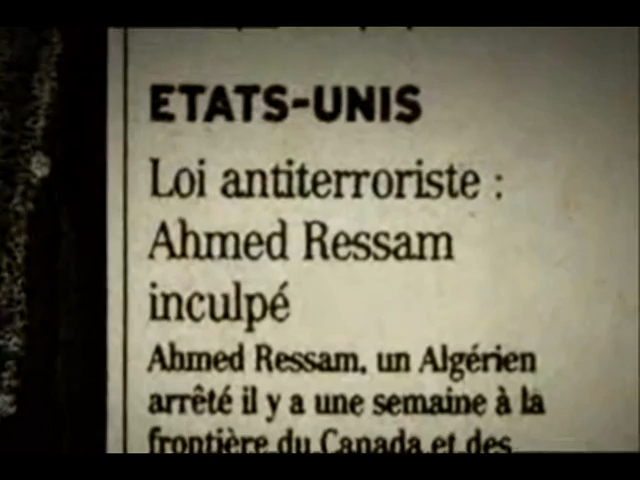 ETATS-UNIS
Loi antiterroriste :
Ahmed Ressam
inculpé
Ahmed Ressam, un Algérien
arrêté il y a une semaine à la
frontière du Canada et des